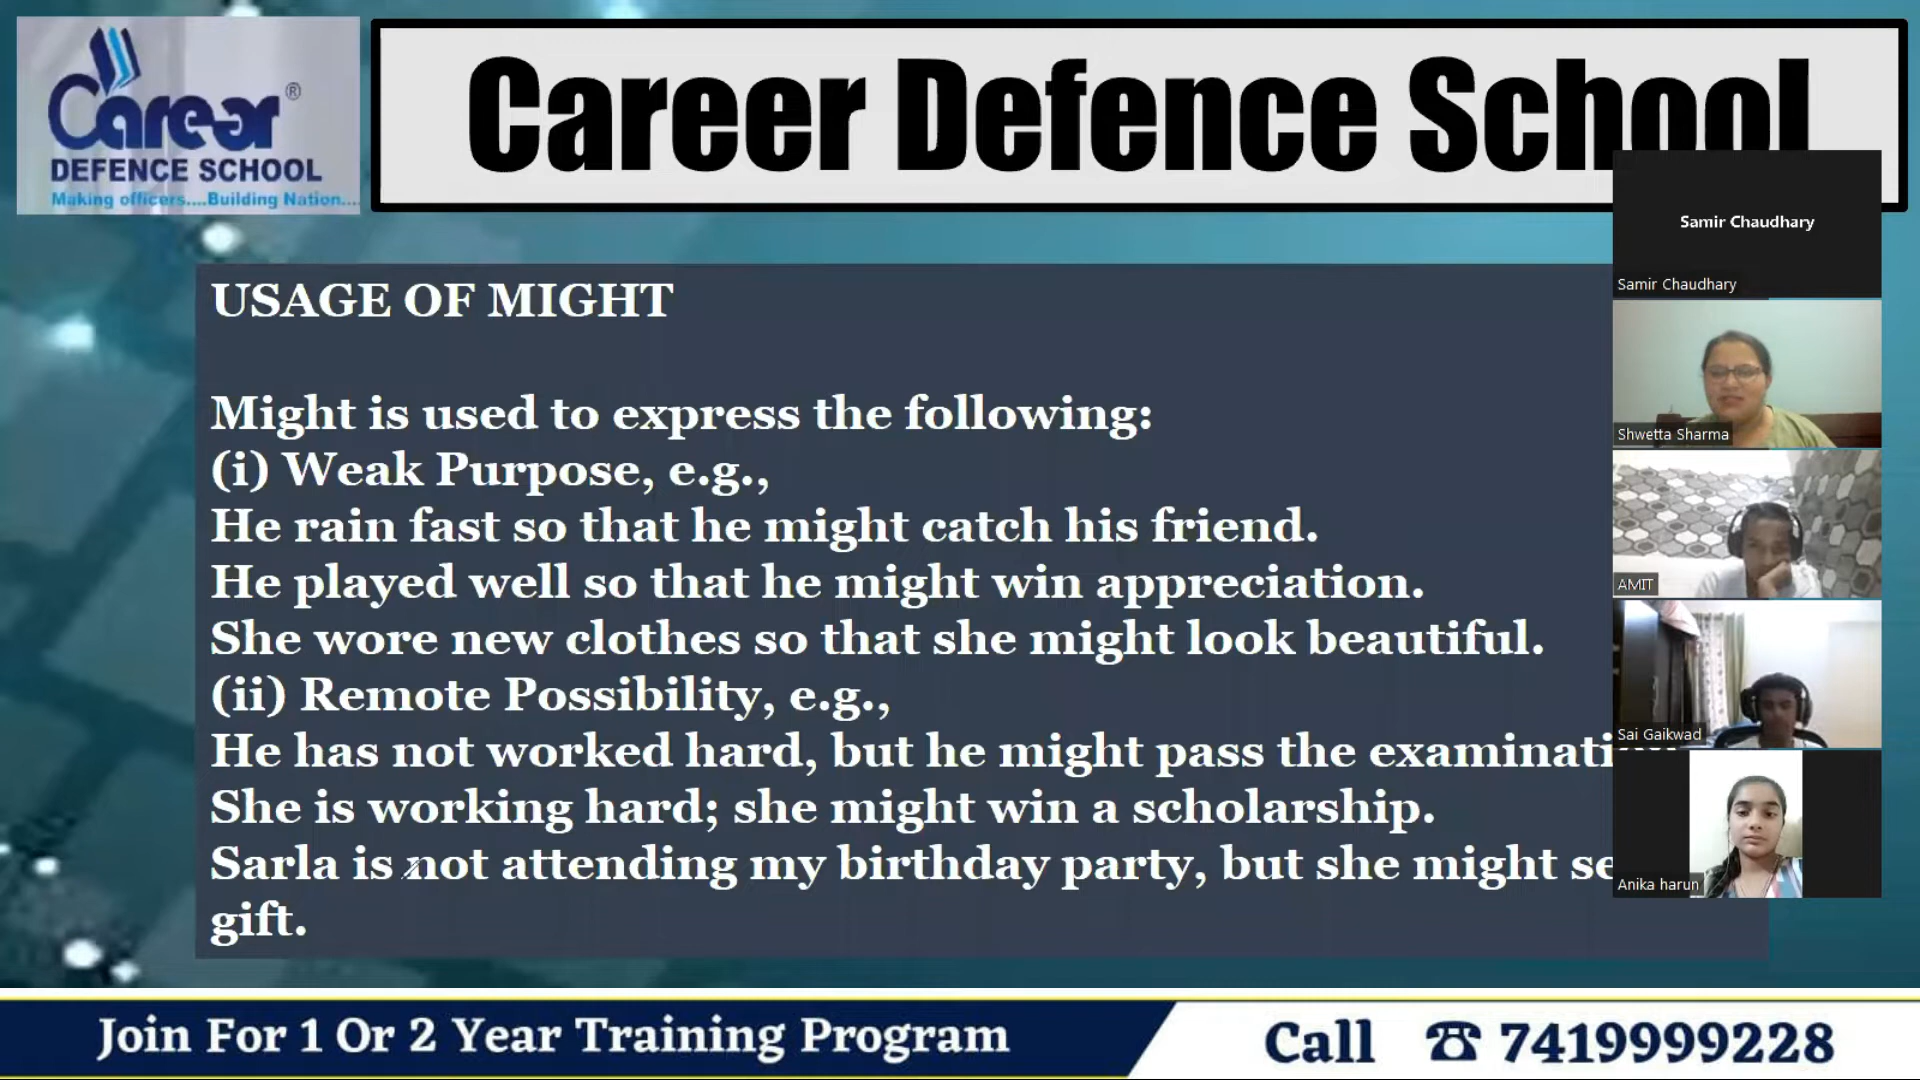 Career®
DEFENCE SCHOOL
Making officers....Building Nation....
Career Defence School
Samir Chaudhary
Samir Chaudhary
Shwetta Sharma
AMIT
Sai Gaikwad
Anika harun
USAGE OF MIGHT
Might is used to express the following:
(i) Weak Purpose, e.g.,
He rain fast so that he might catch his friend.
He played well so that he might win appreciation.
She wore new clothes so that she might look beautiful.
(ii) Remote Possibility, e.g.,
He has not worked hard, but he might pass the
She is working hard; she might win a scholarship.
Sarla is not attending my birthday party, but she might
gift.
Join For 1 Or 2 Year Training Program
Call ☎ 7419999228